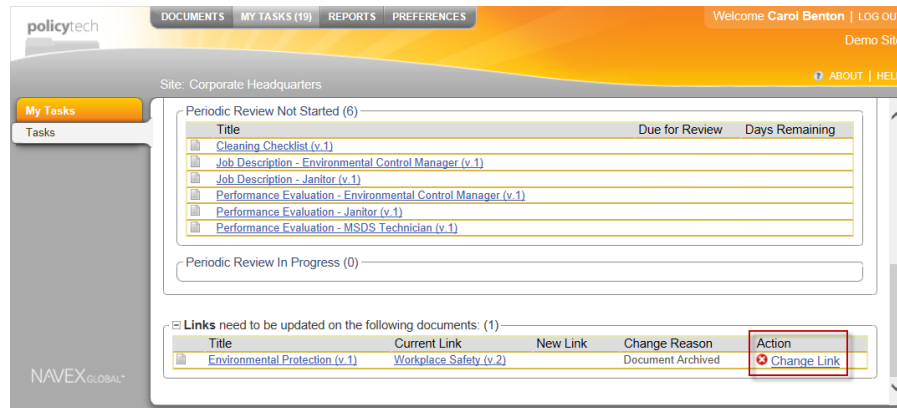 policytech
DOCUMENTS MY TASKS (19) REPORTS PREFERENCES
Welcome Carol Benton | LOG OU
Demo Site
ABOUT | HEL
Site: Corporate Headquarters
My Tasks
Tasks
Periodic Review Not Started (6)
Title Due for Review Days Remaining
Cleaning Checklist (v.1)
Job Description - Environmental Control Manager (v.1)
Job Description - Janitor (v.1)
Performance Evaluation - Environmental Control Manager (v.1)
Performance Evaluation - Janitor (v.1)
Performance Evaluation - MSDS Technician (v.1)
Periodic Review In Progress (0)
Links need to be updated on the following documents: (1)
Title Current Link New Link Change Reason Action
Environmental Protection (v.1) Workplace Safety (v.2) Document Archived Change Link
NAVEX GLOBAL